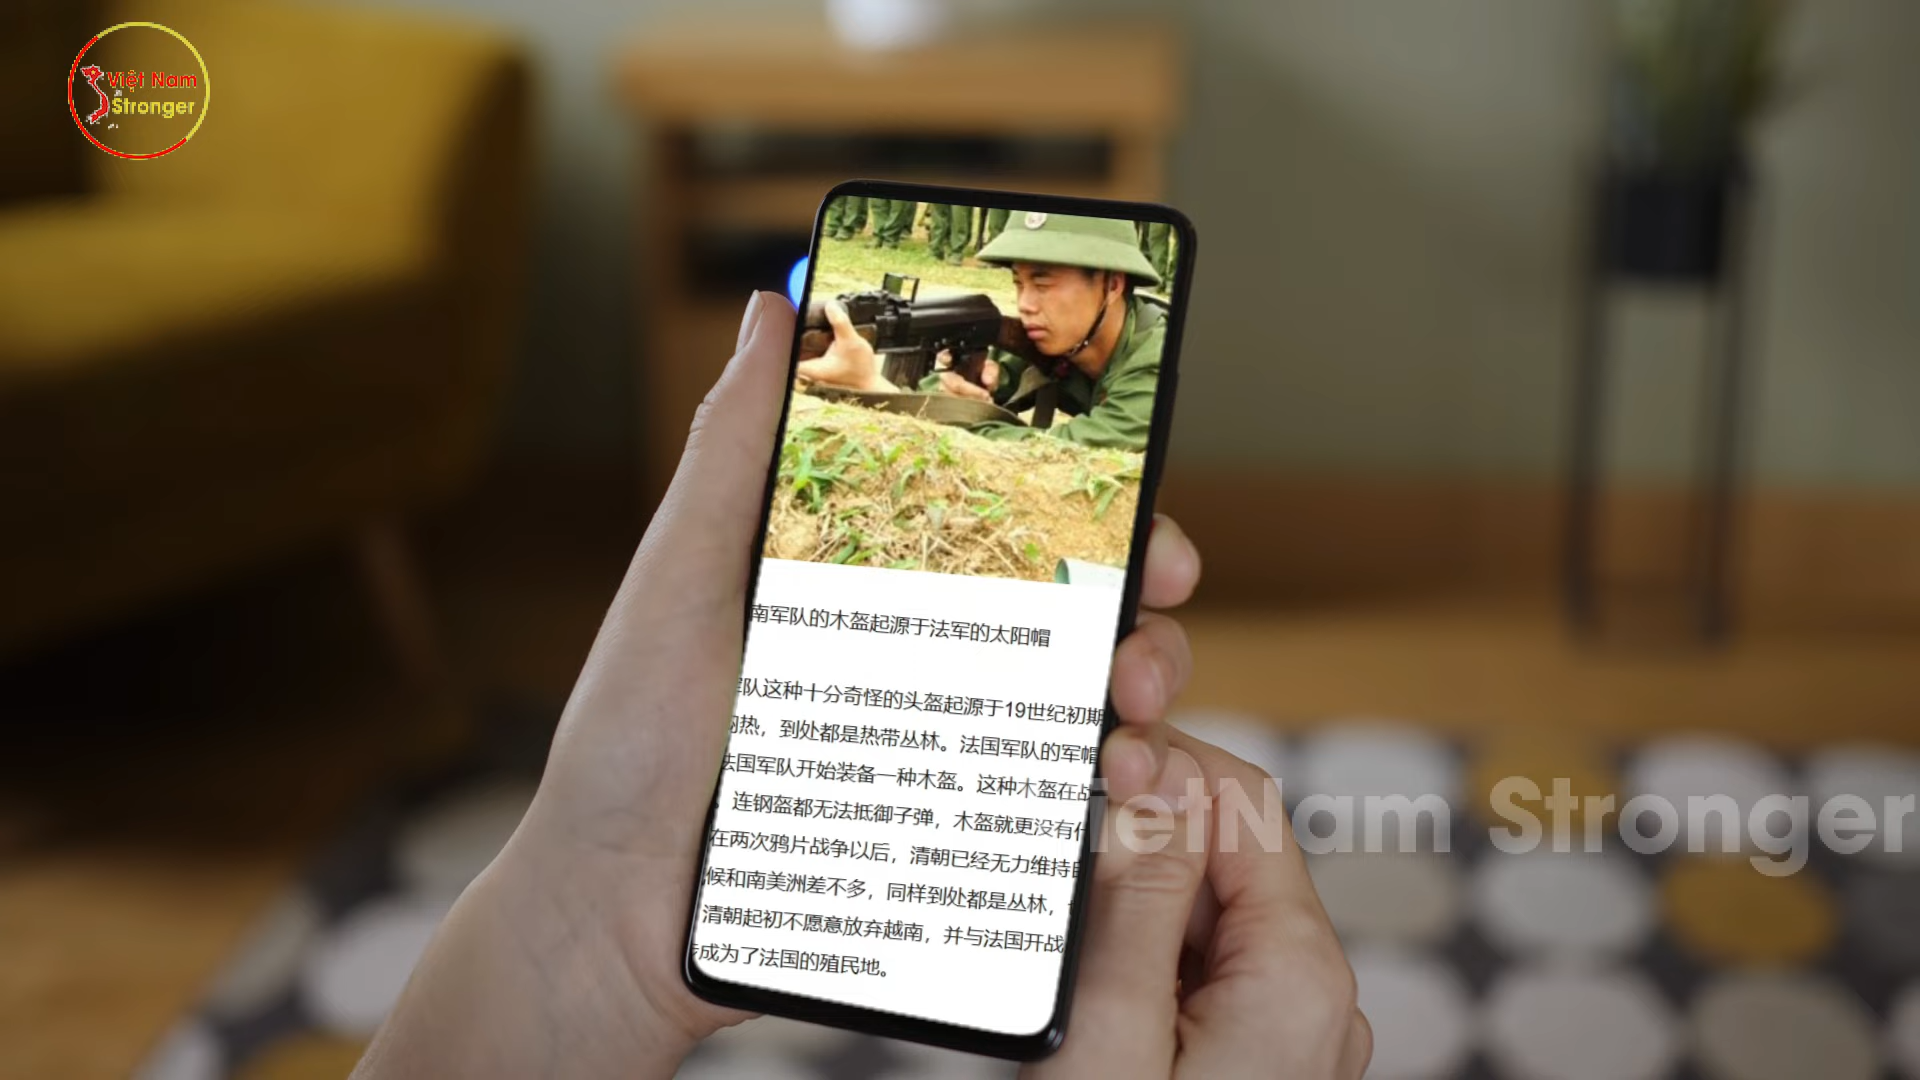 Việt Nam
Stronger
南军队的木盔起源于法军的太阳帽
军队这种十分奇怪的头盔起源于19世纪初期
闷热，到处都是热带丛林。法国军队的军帽
法国军队开始装备一种木盔。这种木盔在战
连钢盔都无法抵御子弹，木盔就更没有什
在两次鸦片战争以后，清朝已经无力维持
候和南美洲差不多，同样到处都是丛林，
清朝起初不愿意放弃越南，并与法国开战
成为了法国的殖民地。
VietNam Stronger